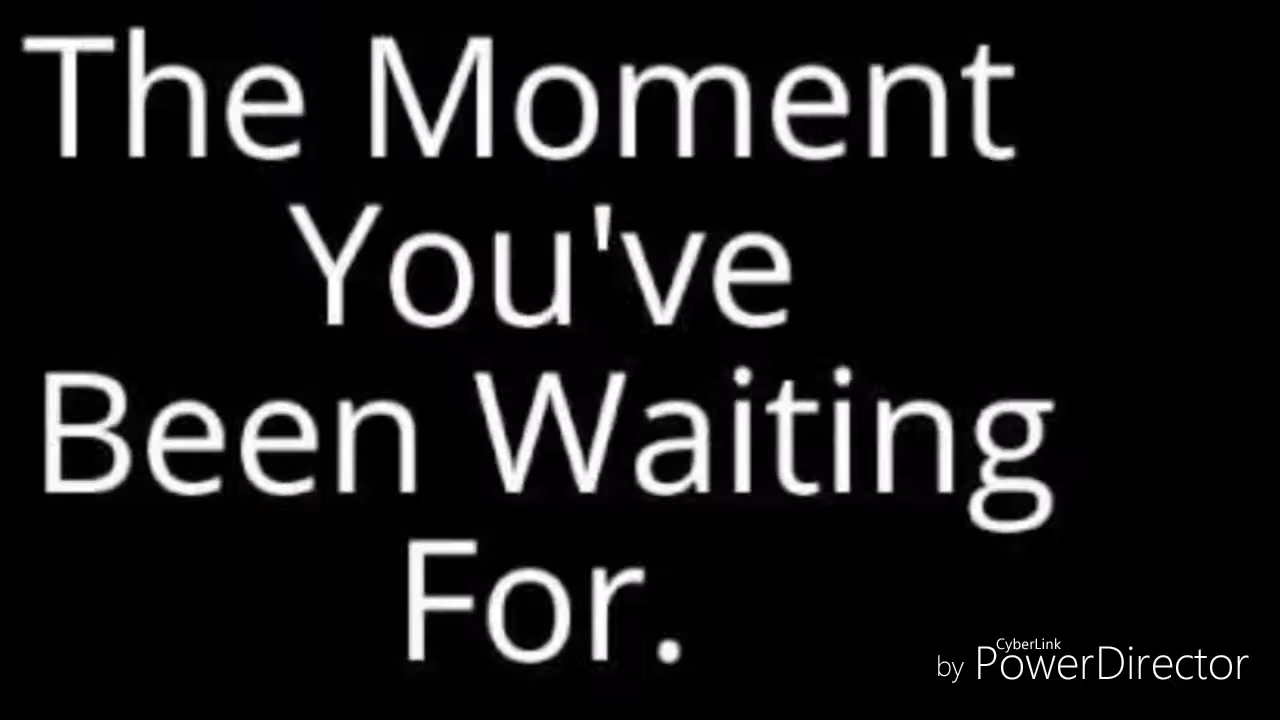 The Moment
You've
Been Waiting
For.
CyberLink
by PowerDirector